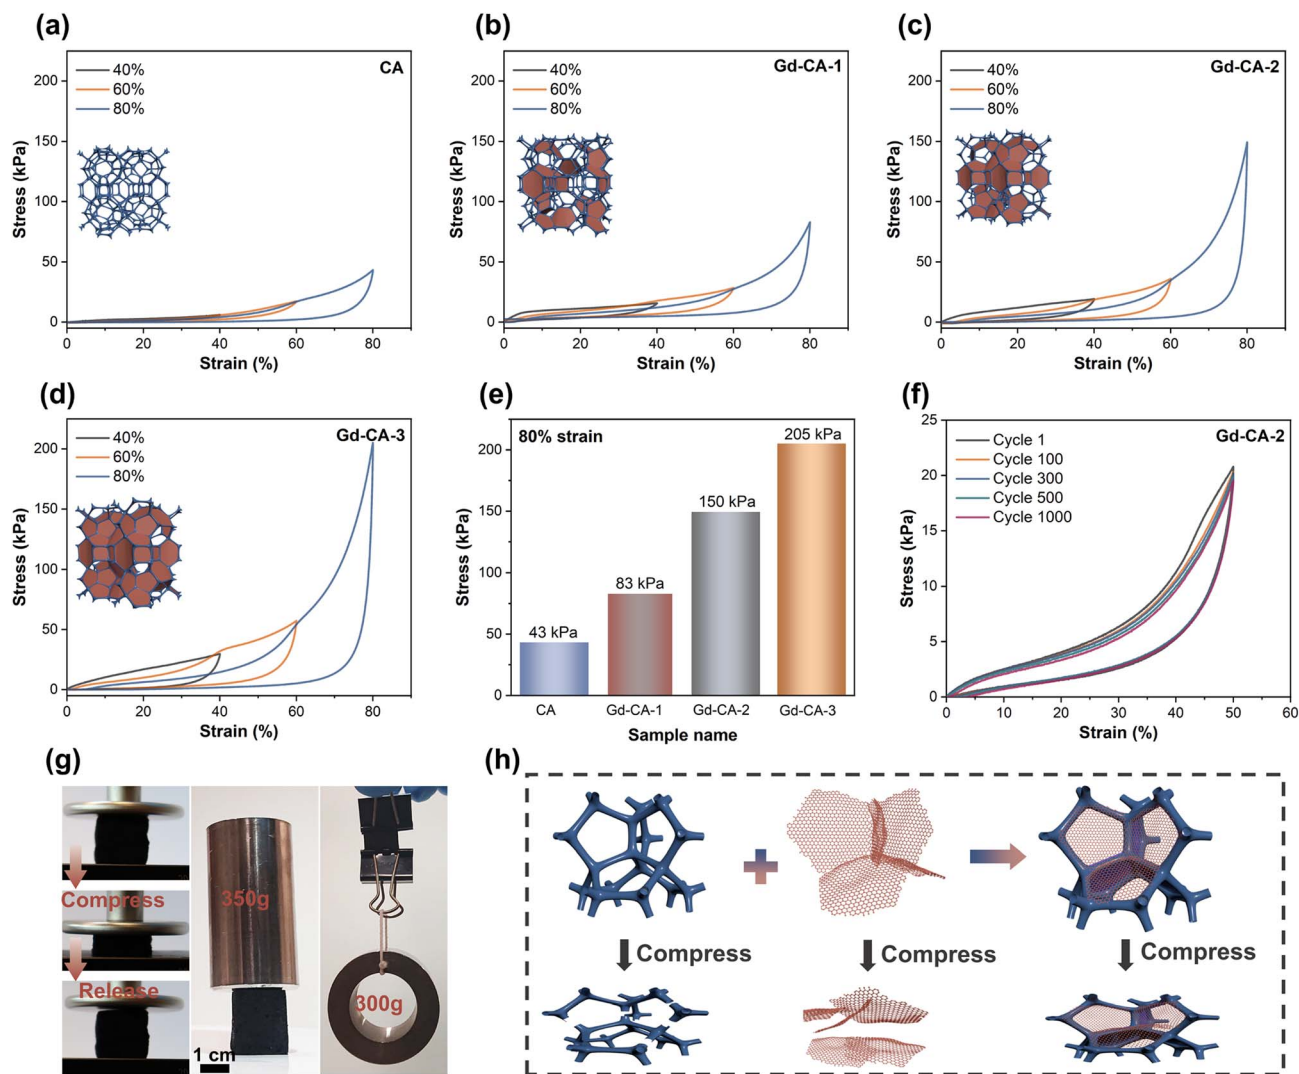 (a)
CA
40%
60%
80%
200
150
100
50
0
Stress (kPa)
0 20 40 60 80
Strain (%)
(b)
Gd-CA-1
40%
60%
80%
200
150
100
50
0
Stress (kPa)
0 20 40 60 80
Strain (%)
(c)
Gd-CA-2
40%
60%
80%
200
150
100
50
0
Stress (kPa)
0 20 40 60 80
Strain (%)
(d)
Gd-CA-3
40%
60%
80%
200
150
100
50
0
Stress (kPa)
0 20 40 60 80
Strain (%)
(e)
80% strain
205 kPa
150 kPa
83 kPa
43 kPa
200
150
100
50
0
Stress (kPa)
CA Gd-CA-1 Gd-CA-2 Gd-CA-3
Sample name
(f)
Gd-CA-2
Cycle 1
Cycle 100
Cycle 300
Cycle 500
Cycle 1000
25
20
15
10
5
0
Stress (kPa)
0 10 20 30 40 50 60
Strain (%)
(g)
Compress
Release
350g
1 cm
300g
(h)
Compress
Compress
Compress